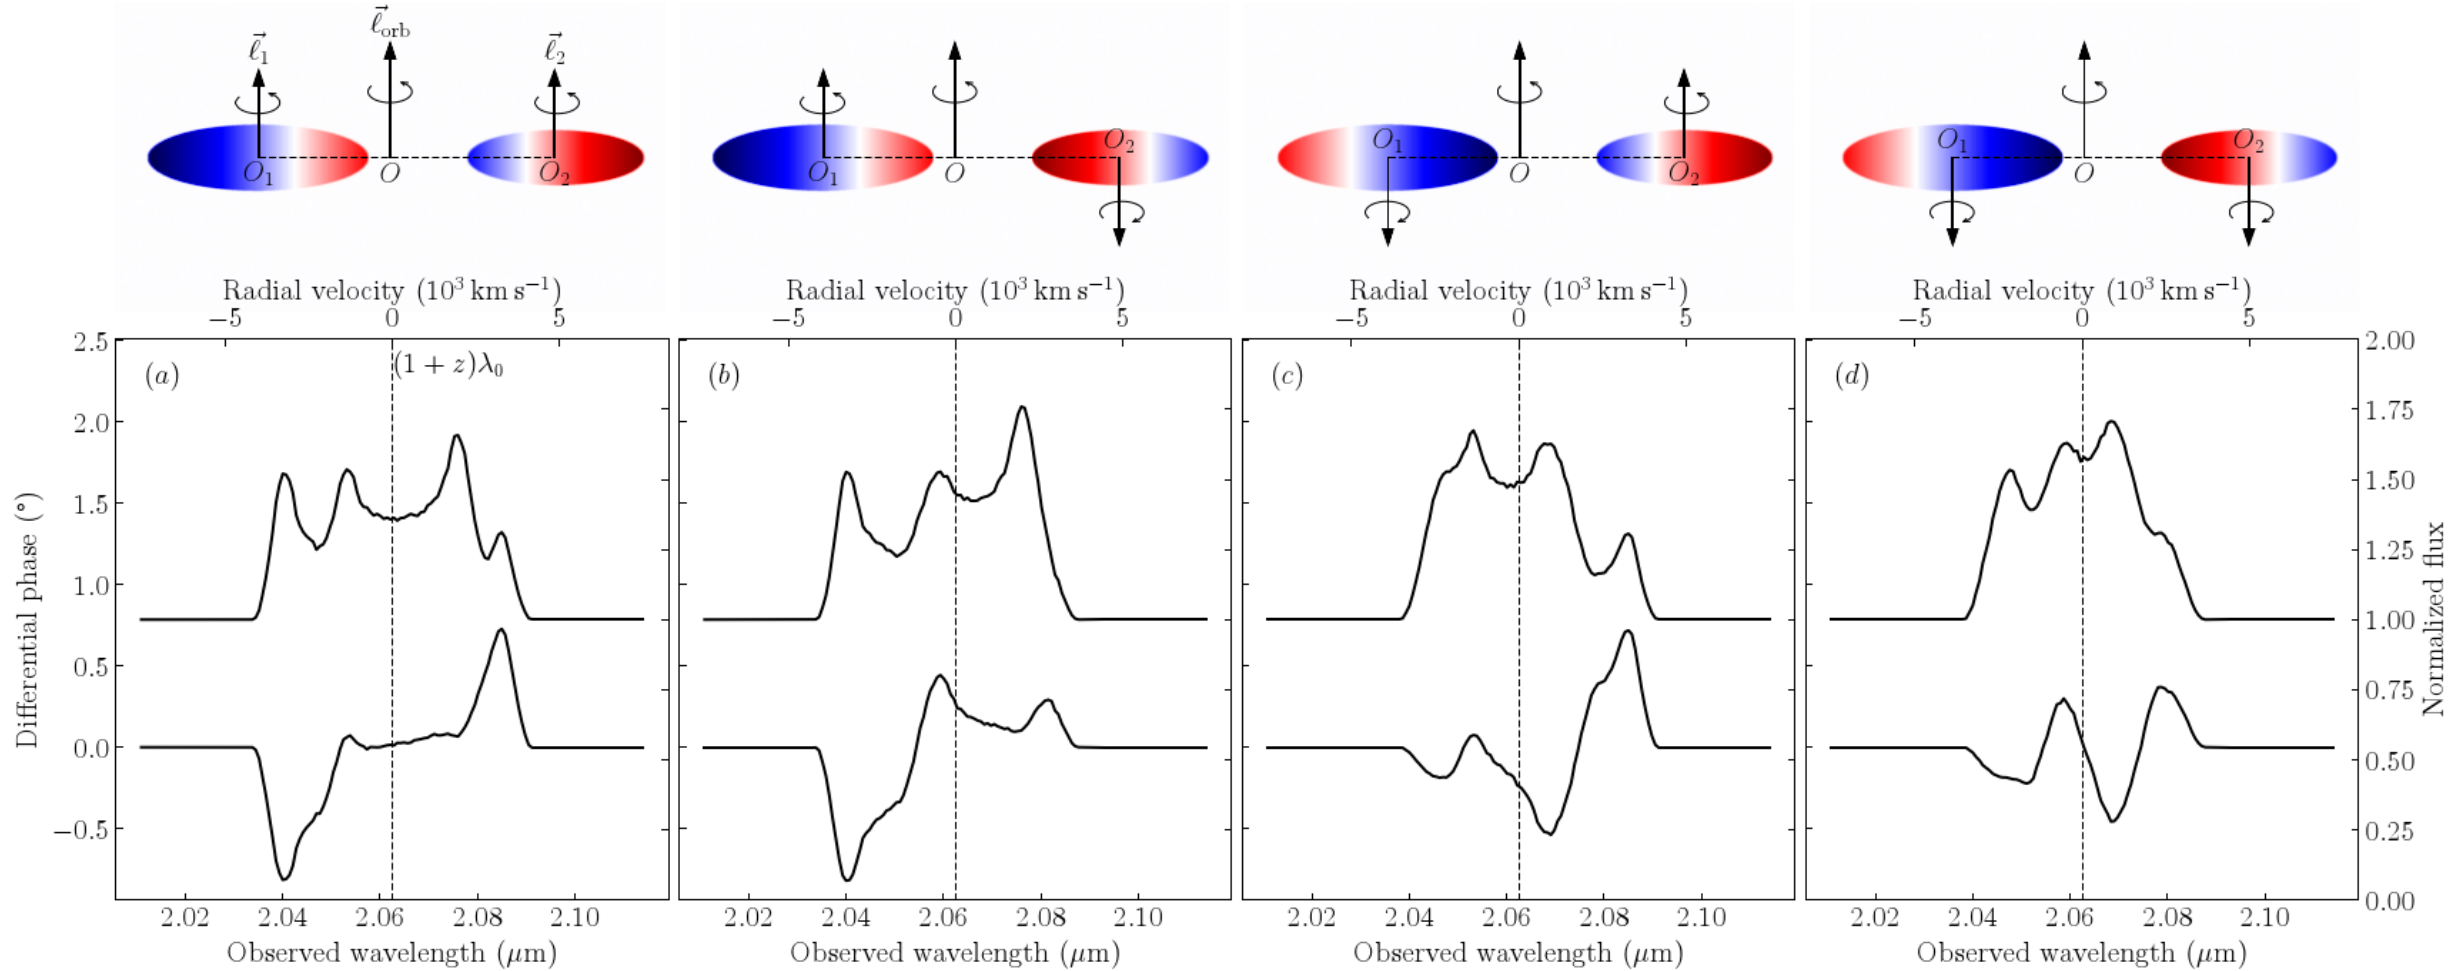 ℓ⃗₁ ℓ⃗orb ℓ⃗₂
O₁ O O₂
O₁ O O₂
O₁ O O₂
O₁ O O₂
Radial velocity (10³ km s⁻¹)
−5 0 5
Radial velocity (10³ km s⁻¹)
−5 0 5
Radial velocity (10³ km s⁻¹)
−5 0 5
Radial velocity (10³ km s⁻¹)
−5 0 5
Differential phase (°)
2.5
2.0
1.5
1.0
0.5
0.0
−0.5
(a)
(1 + z)λ₀
2.02 2.04 2.06 2.08 2.10
Observed wavelength (μm)
(b)
2.02 2.04 2.06 2.08 2.10
Observed wavelength (μm)
(c)
2.02 2.04 2.06 2.08 2.10
Observed wavelength (μm)
(d)
2.02 2.04 2.06 2.08 2.10
Observed wavelength (μm)
2.00
1.75
1.50
1.25
1.00
0.75
0.50
0.25
0.00
Normalized flux